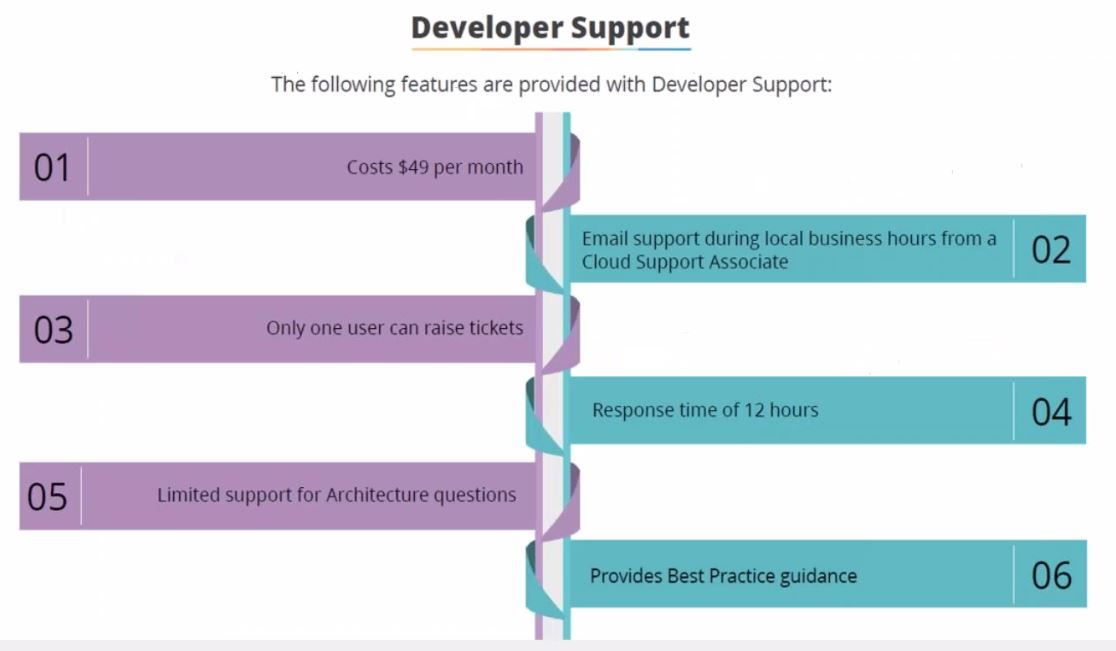 Developer Support
The following features are provided with Developer Support:
01
Costs $49 per month
Email support during local business hours from a
Cloud Support Associate
02
03
Only one user can raise tickets
Response time of 12 hours
04
05
Limited support for Architecture questions
Provides Best Practice guidance
06